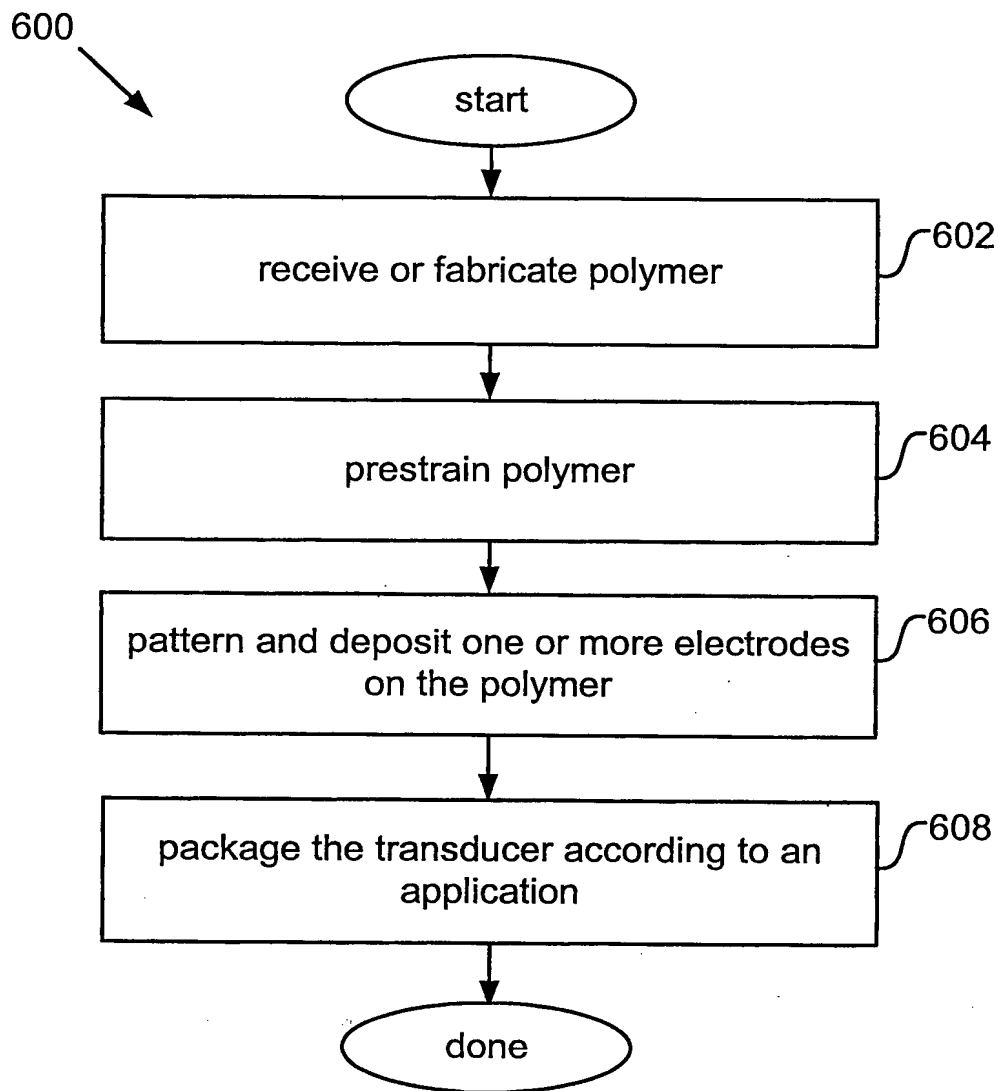 600
start
receive or fabricate polymer
602
prestrain polymer
604
pattern and deposit one or more electrodes
on the polymer
606
package the transducer according to an
application
608
done